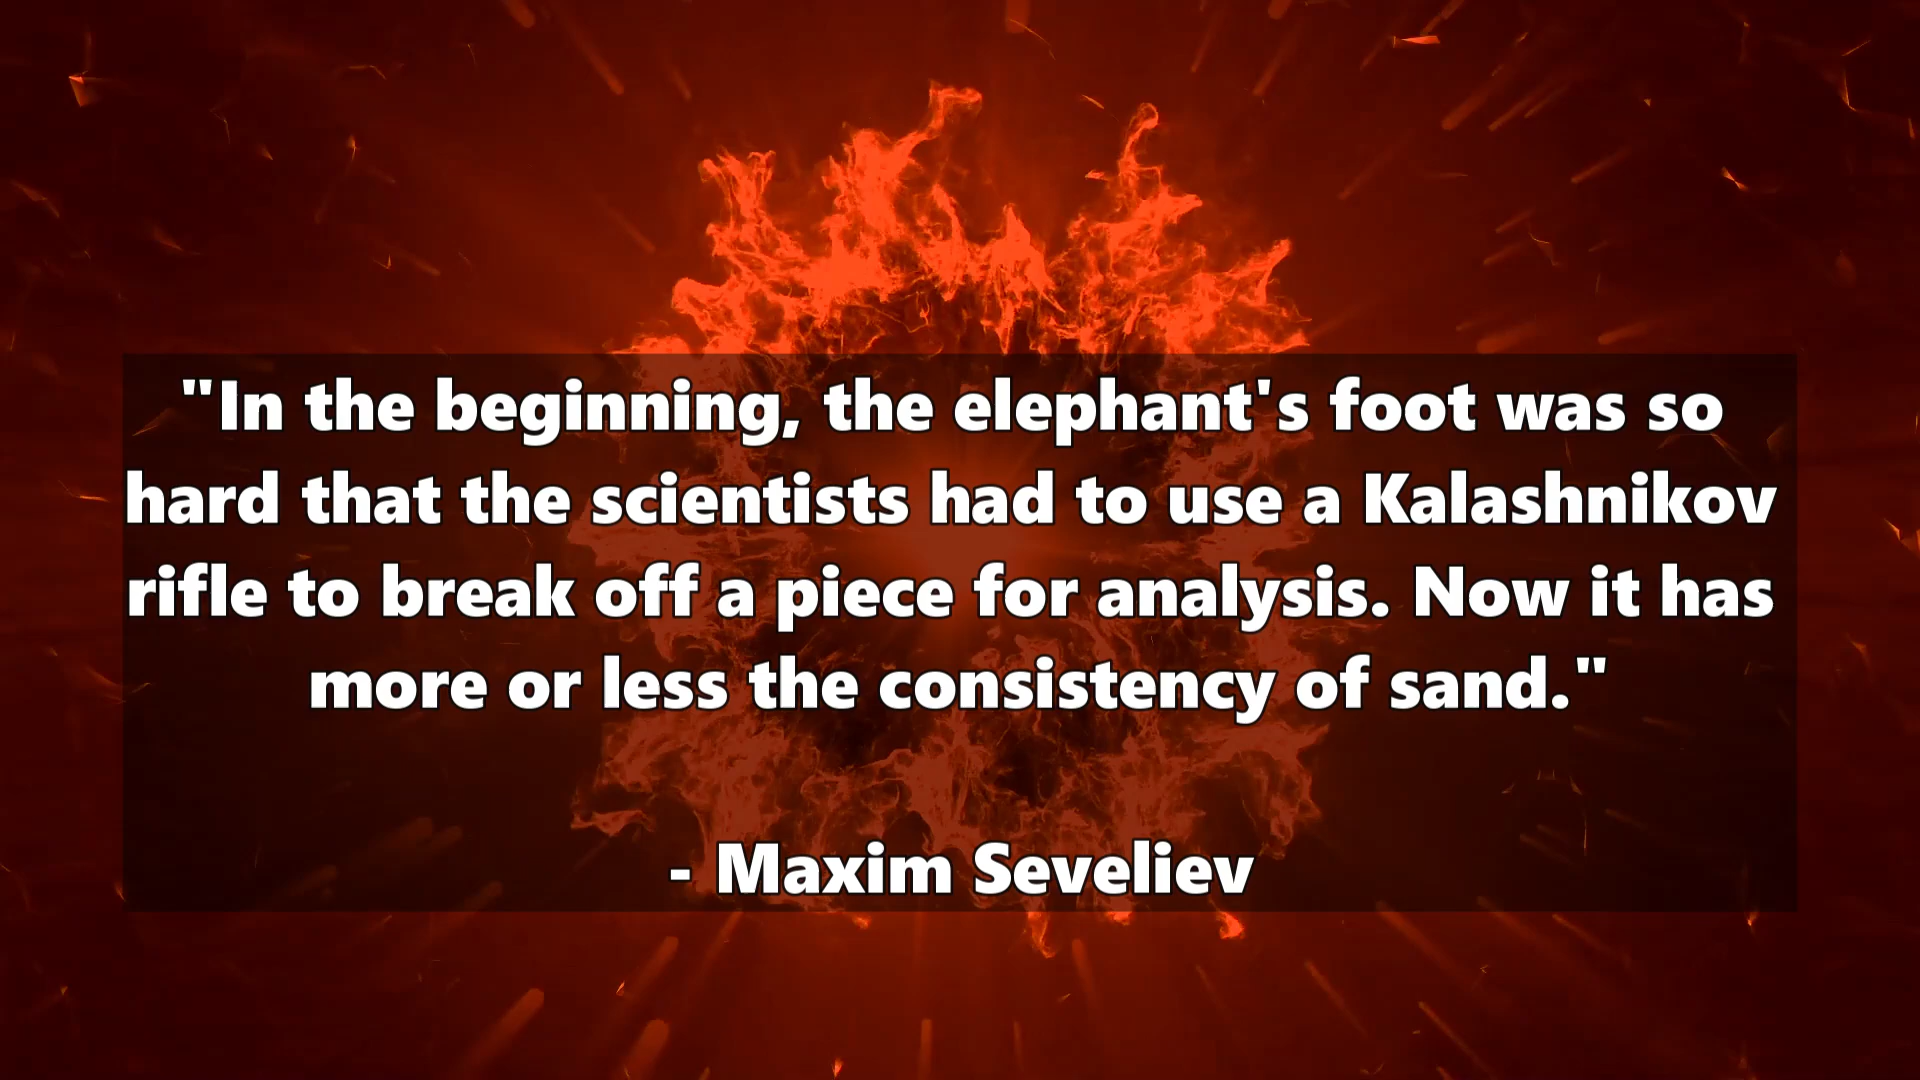 "In the beginning, the elephant's foot was so
hard that the scientists had to use a Kalashnikov
rifle to break off a piece for analysis. Now it has
more or less the consistency of sand."
- Maxim Seveliev